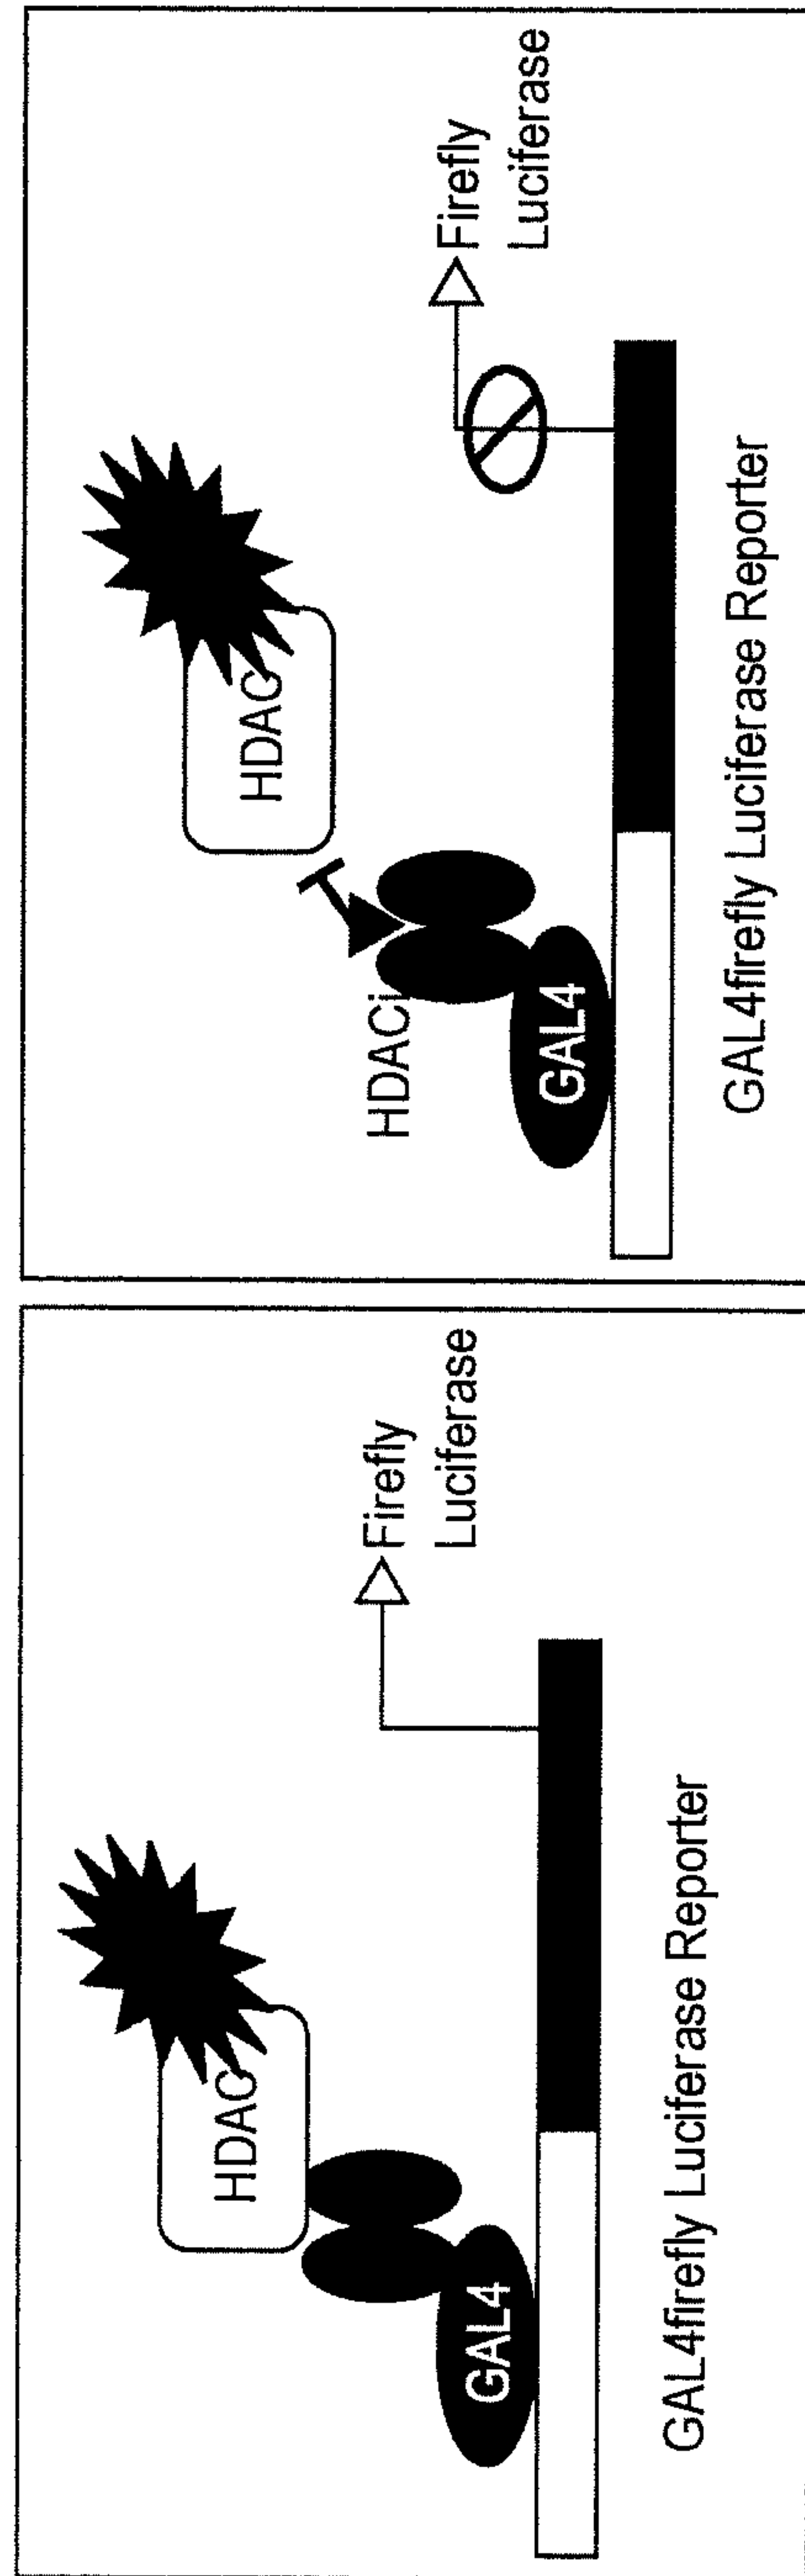 HDAC
Firefly
Luciferase
GAL4
GAL4firefly Luciferase Reporter
HDAC
HDACi
Firefly
Luciferase
GAL4
GAL4firefly Luciferase Reporter